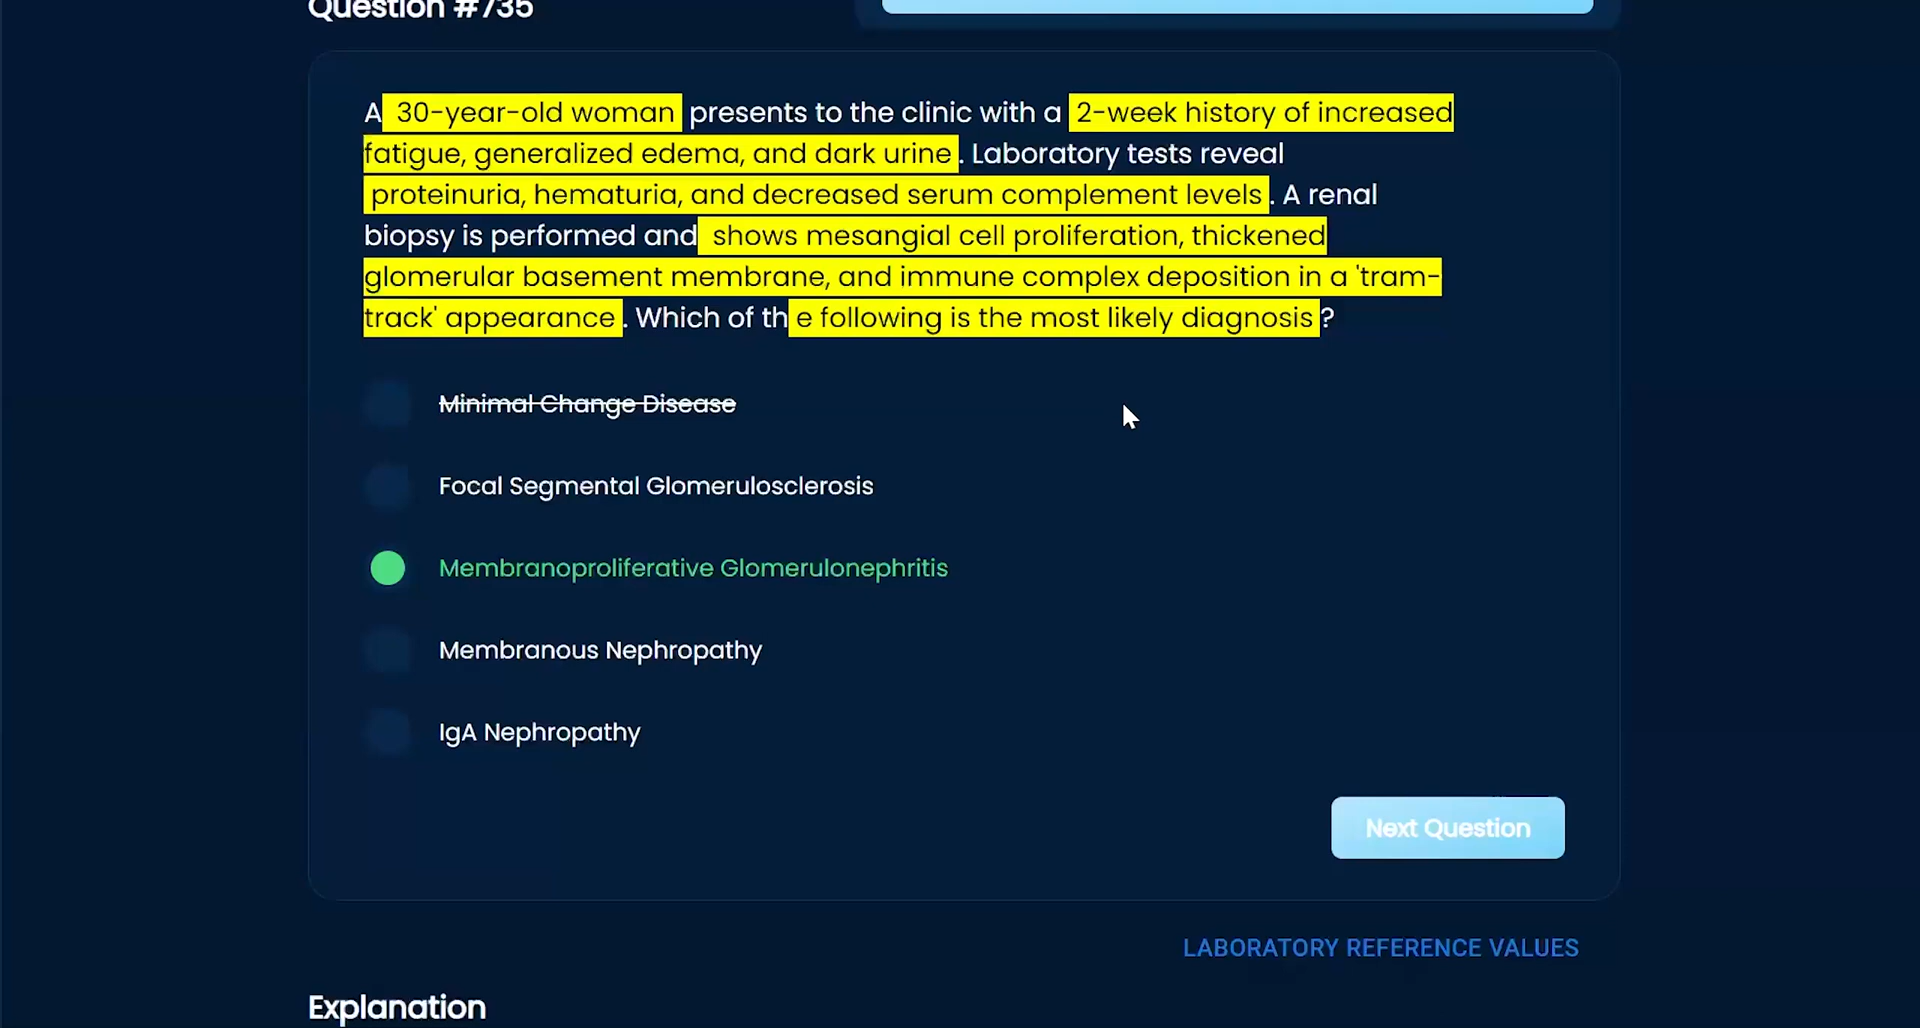 Question #735
A 30-year-old woman presents to the clinic with a 2-week history of increased
fatigue, generalized edema, and dark urine . Laboratory tests reveal
proteinuria, hematuria, and decreased serum complement levels . A renal
biopsy is performed and shows mesangial cell proliferation, thickened
glomerular basement membrane, and immune complex deposition in a 'tram-
track' appearance . Which of th e following is the most likely diagnosis ?
Minimal Change Disease
Focal Segmental Glomerulosclerosis
Membranoproliferative Glomerulonephritis
Membranous Nephropathy
IgA Nephropathy
Next Question
LABORATORY REFERENCE VALUES
Explanation